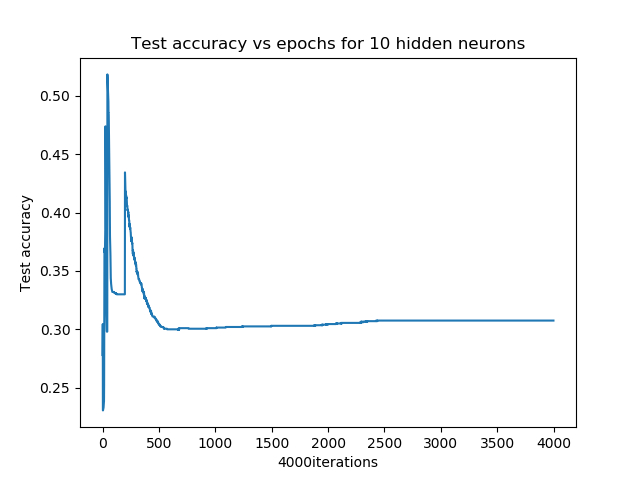 Test accuracy vs epochs for 10 hidden neurons
0.50
0.45
0.40
0.35
0.30
0.25
Test accuracy
0 500 1000 1500 2000 2500 3000 3500 4000
4000iterations